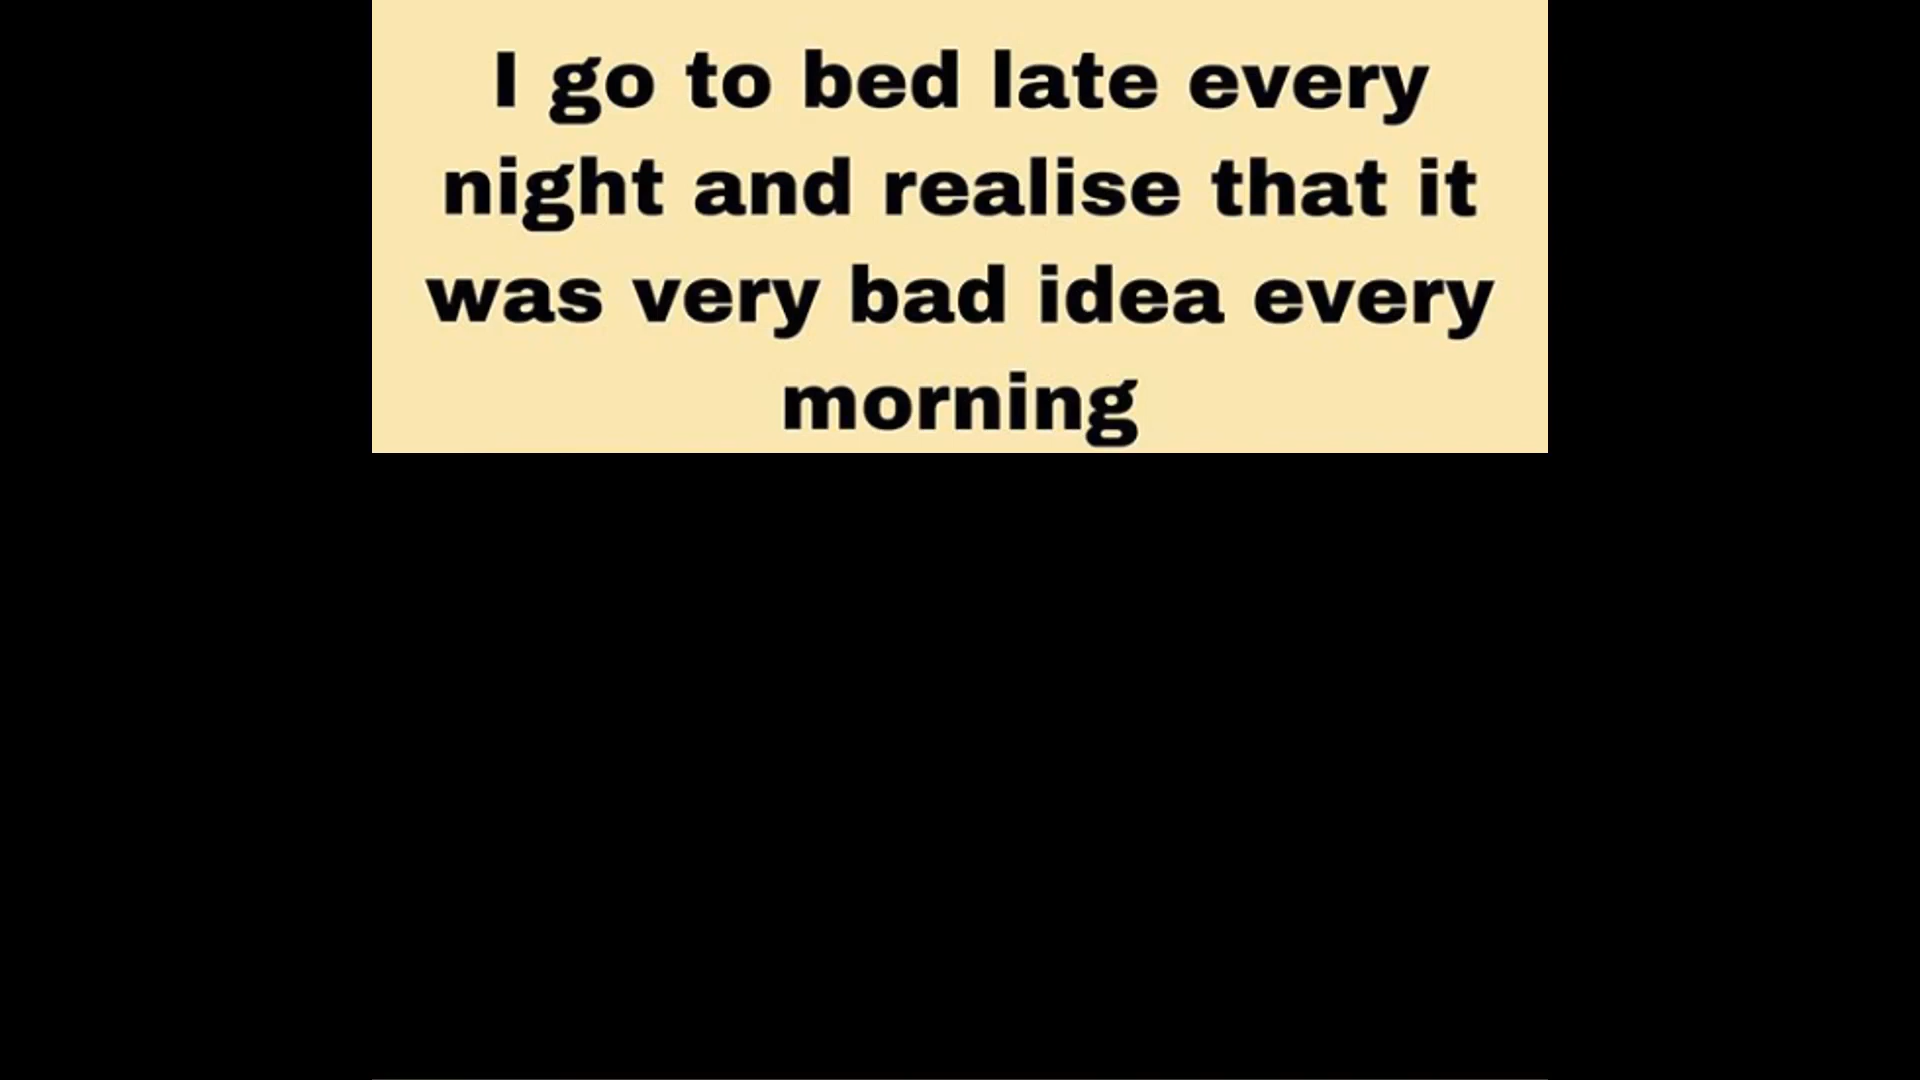 I go to bed late every
night and realise that it
was very bad idea every
morning